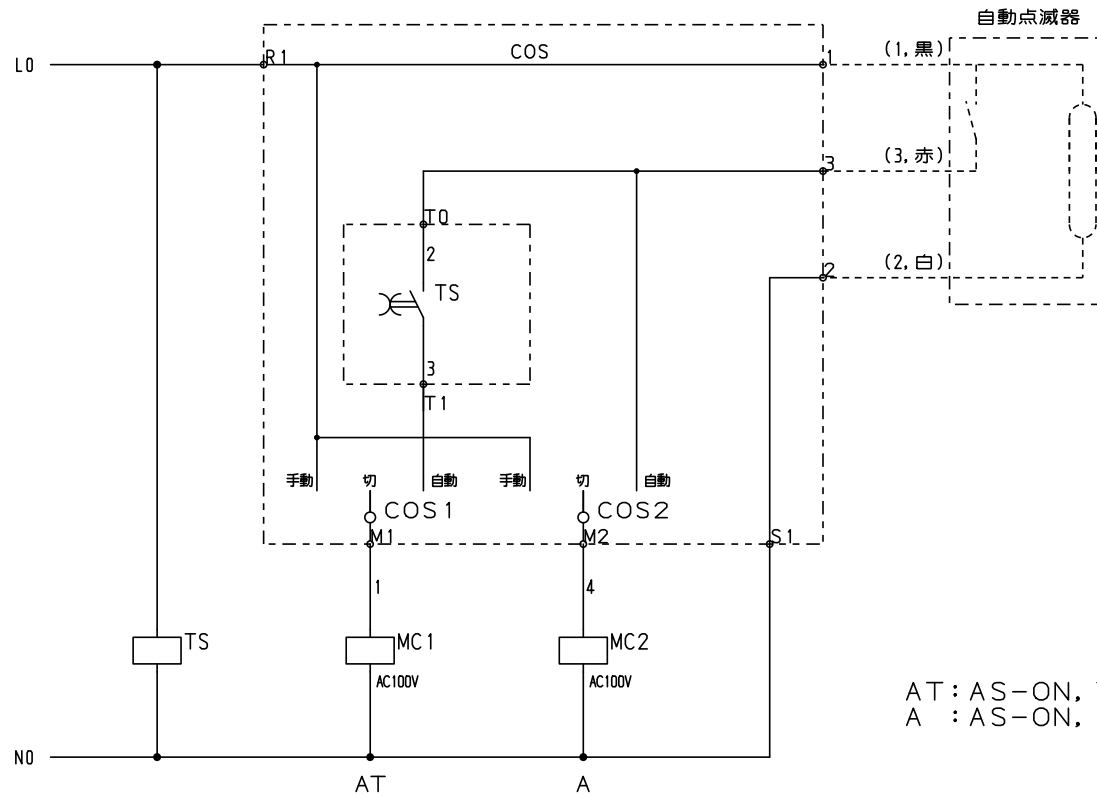 自動点滅器
COS
(1, 黒)
L0
R1
1
(3, 赤)
3
T0
2
(2, 白)
2
TS
3
T1
手動
切
自動
手動
切
自動
COS1
COS2
M1
M2
S1
1
4
TS
MC1
MC2
AC100V
AC100V
AT:AS-ON,
A :AS-ON,
N0
AT
A